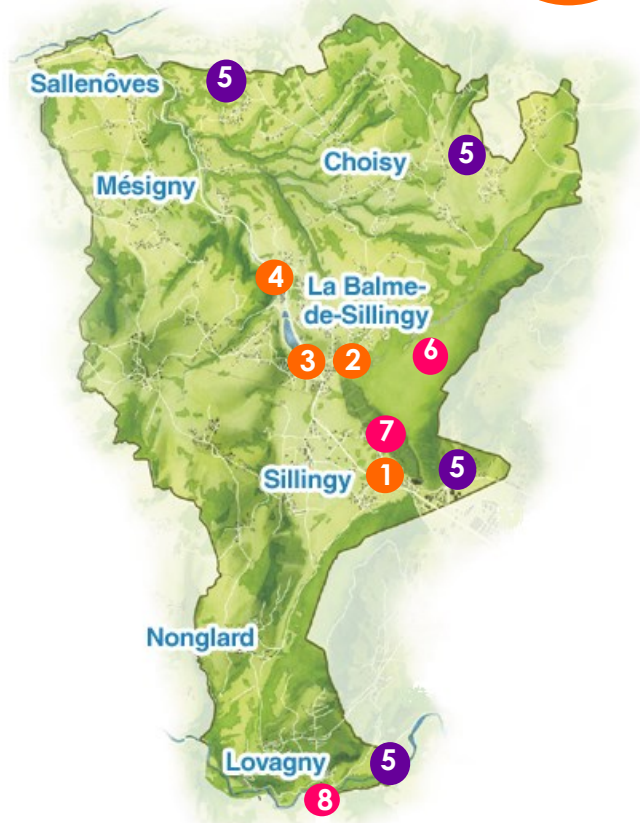 5
Sallenôves
5
Choisy
Mésigny
4
La Balme-
de-Sillingy
3
2
6
7
Sillingy
1
5
Nonglard
Lovagny
5
8